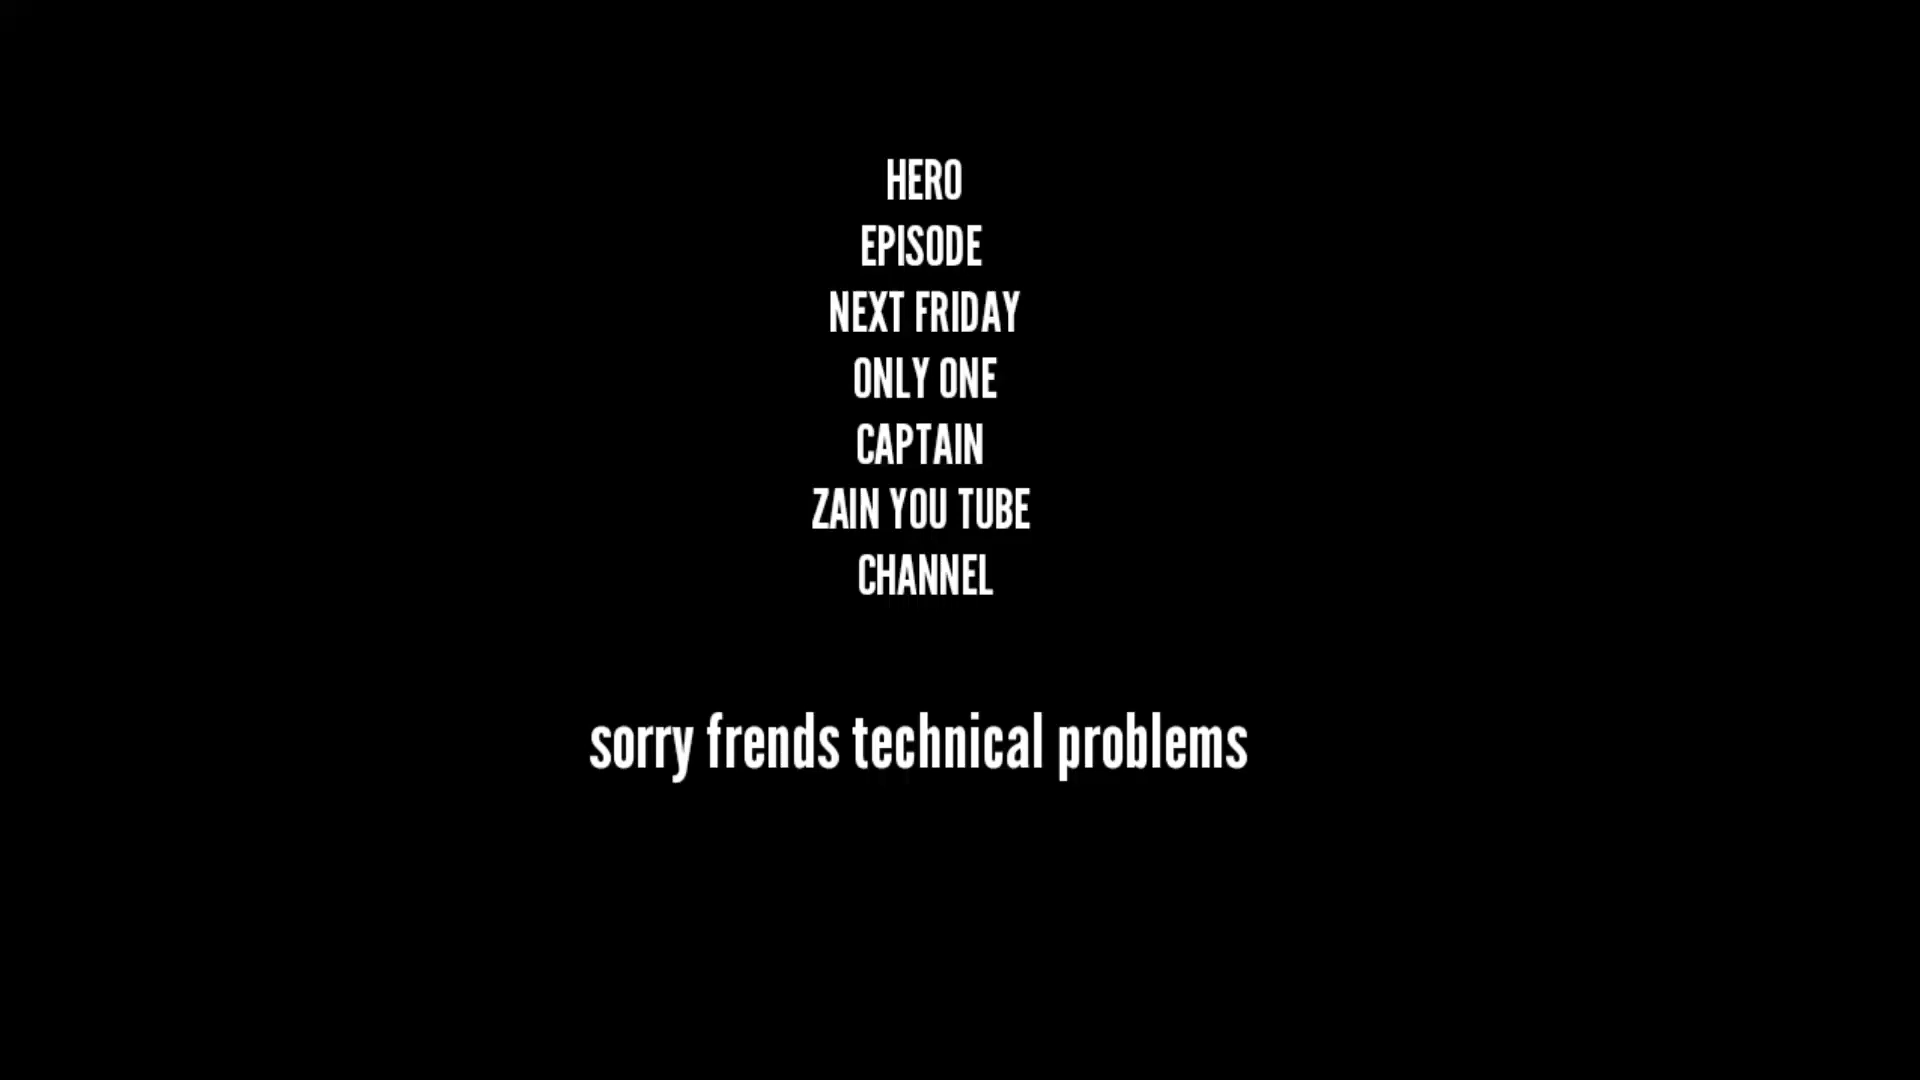 HERO
EPISODE
NEXT FRIDAY
ONLY ONE
CAPTAIN
ZAIN YOU TUBE
CHANNEL
sorry frends technical problems